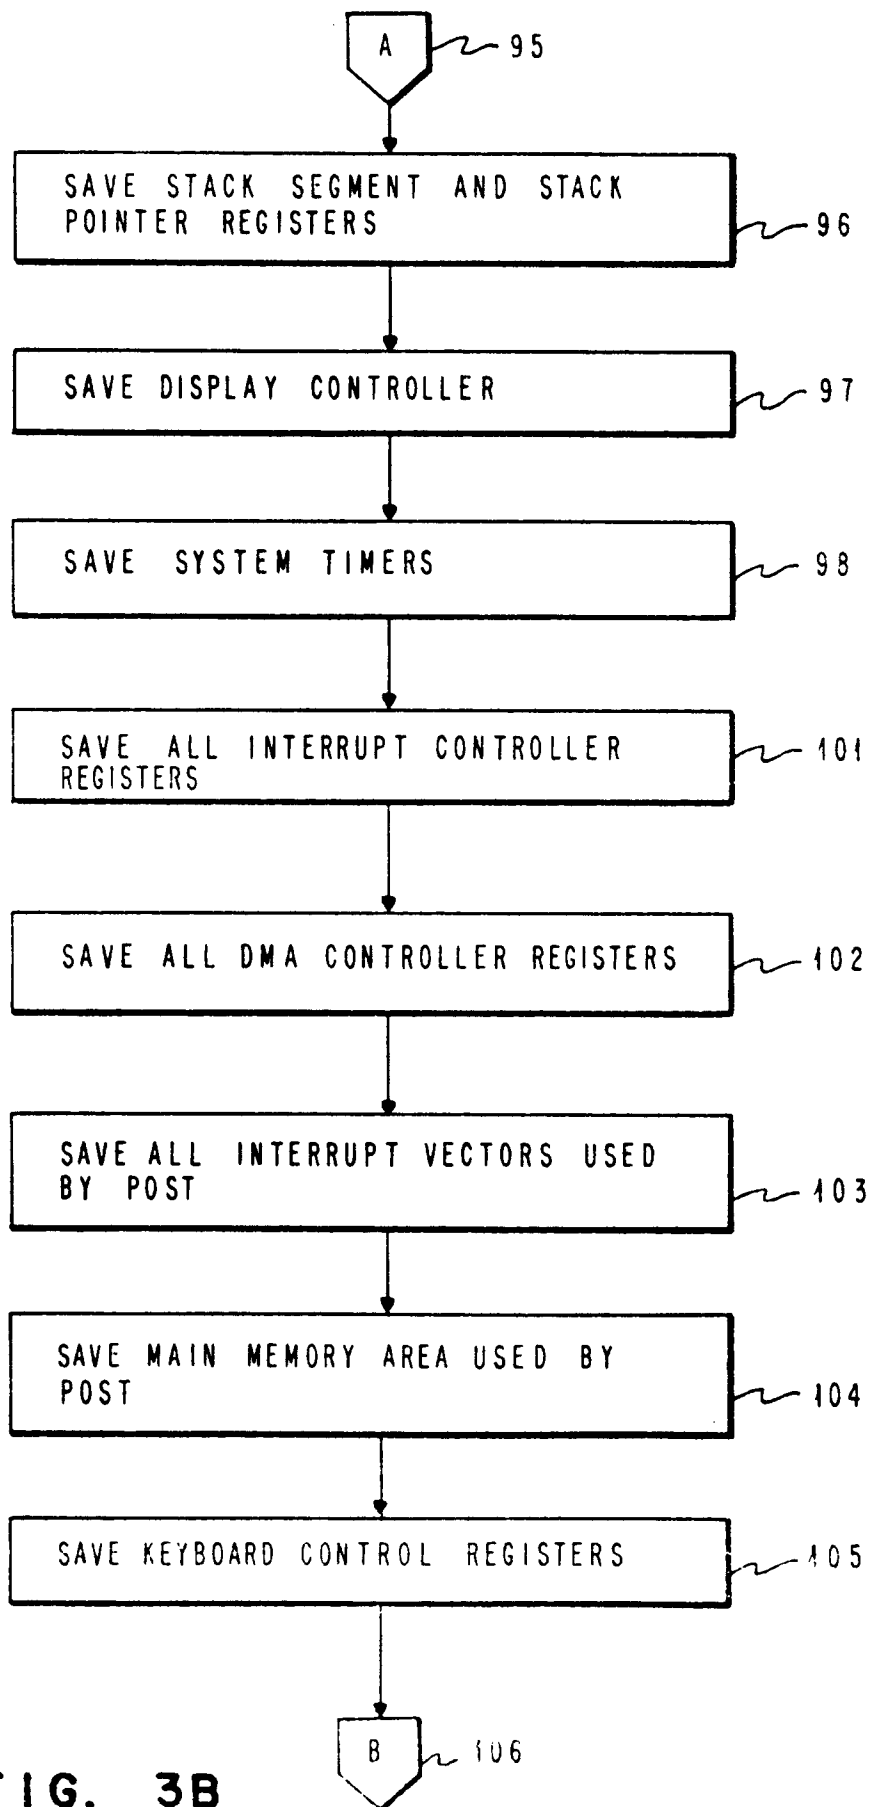 A 95
SAVE STACK SEGMENT AND STACK
POINTER REGISTERS
96
SAVE DISPLAY CONTROLLER
97
SAVE SYSTEM TIMERS
98
SAVE ALL INTERRUPT CONTROLLER
REGISTERS
101
SAVE ALL DMA CONTROLLER REGISTERS
102
SAVE ALL INTERRUPT VECTORS USED
BY POST
103
SAVE MAIN MEMORY AREA USED BY
POST
104
SAVE KEYBOARD CONTROL REGISTERS
105
B 106
FIG. 3B